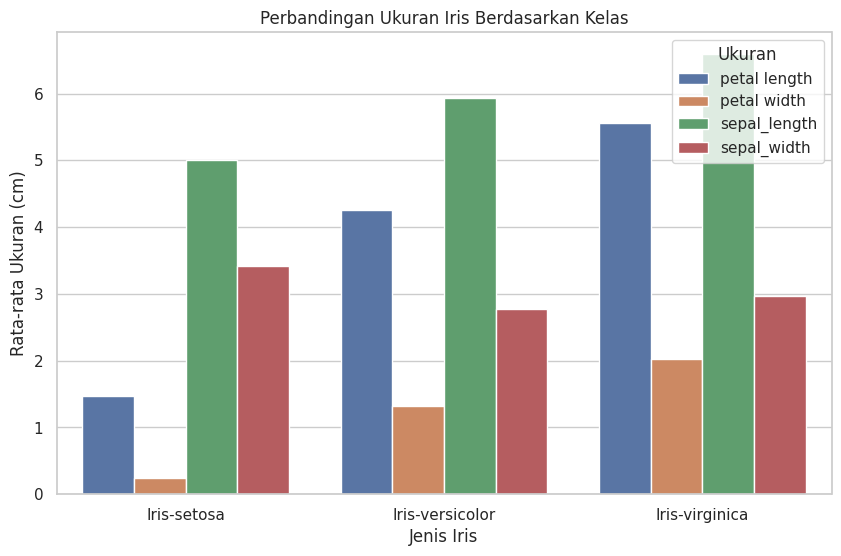 Perbandingan Ukuran Iris Berdasarkan Kelas
Ukuran
petal length
petal width
sepal_length
sepal_width
Rata-rata Ukuran (cm)
6
5
4
3
2
1
0
Iris-setosa
Iris-versicolor
Iris-virginica
Jenis Iris